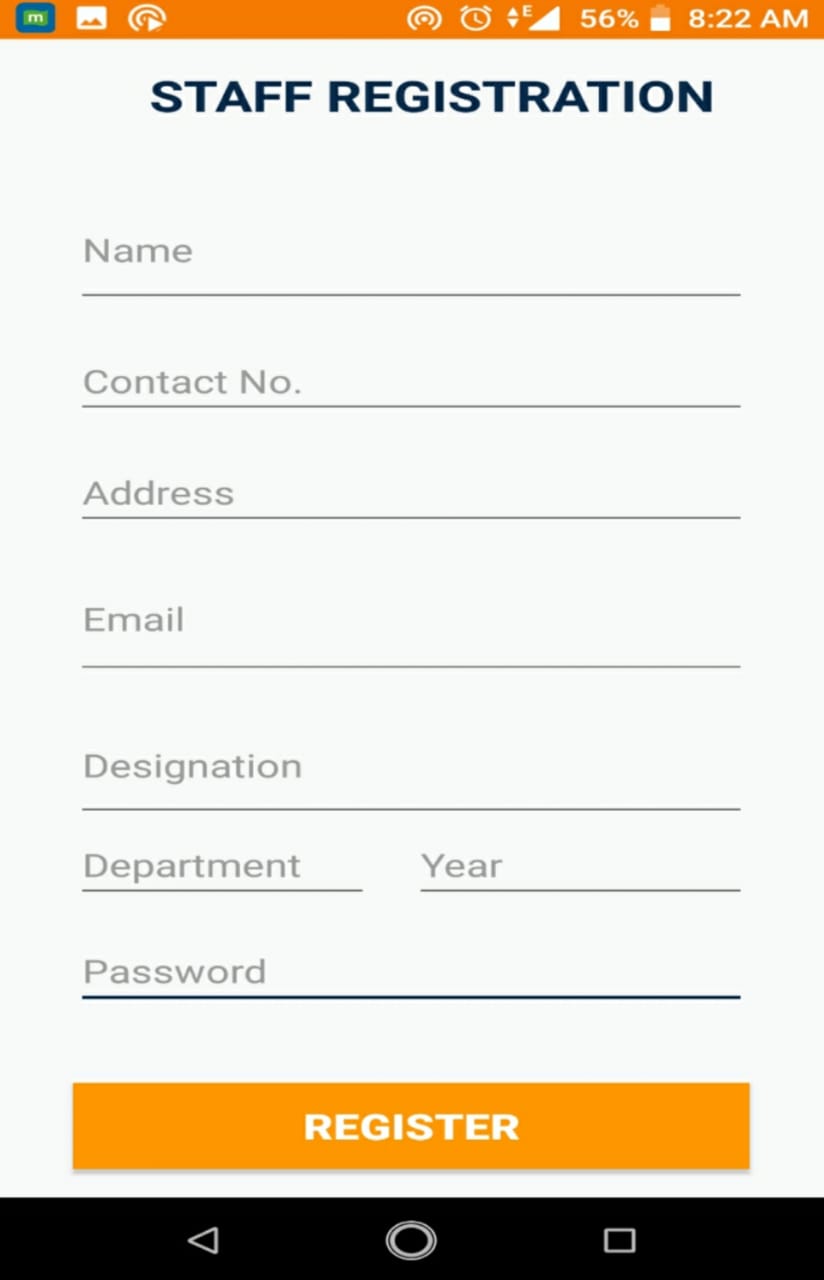 m E 56% 8:22 AM
STAFF REGISTRATION
Name
Contact No.
Address
Email
Designation
Department Year
Password
REGISTER